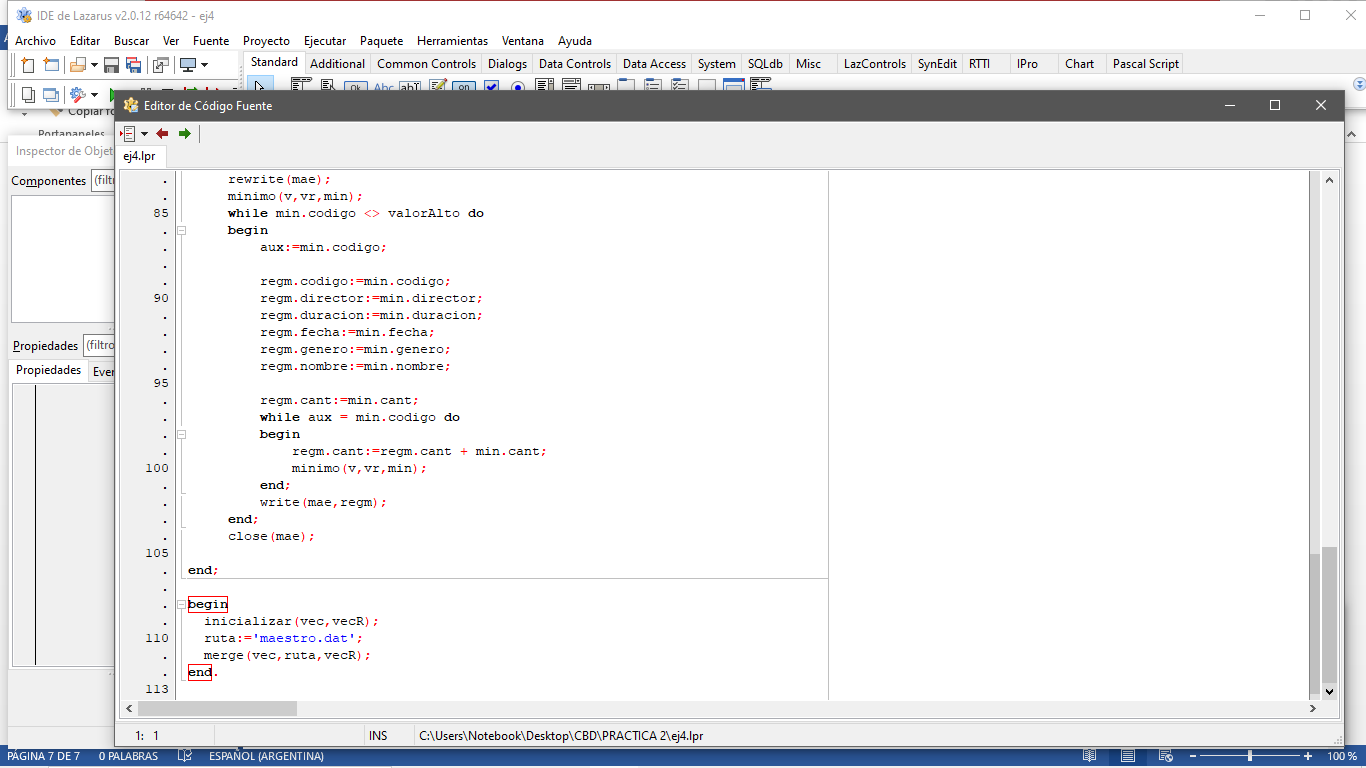 IDE de Lazarus v2.0.12 r64642 - ej4
Archivo Editar Buscar Ver Fuente Proyecto Ejecutar Paquete Herramientas Ventana Ayuda
Standard Additional Common Controls Dialogs Data Controls Data Access System SQLdb Misc LazControls SynEdit RTTI IPro Chart Pascal Script
Portapapeles
Editor de Código Fuente
Inspector de Objet
ej4.lpr
Componentes (filtr
Propiedades (filtro
Propiedades Ever
rewrite(mae);
minimo(v,vr,min);
85 while min.codigo <> valorAlto do
begin
aux:=min.codigo;
regm.codigo:=min.codigo;
90 regm.director:=min.director;
regm.duracion:=min.duracion;
regm.fecha:=min.fecha;
regm.genero:=min.genero;
regm.nombre:=min.nombre;
95
regm.cant:=min.cant;
while aux = min.codigo do
begin
regm.cant:=regm.cant + min.cant;
100 minimo(v,vr,min);
end;
write(mae,regm);
end;
close(mae);
105
end;
begin
inicializar(vec,vecR);
110 ruta:='maestro.dat';
merge(vec,ruta,vecR);
end.
113
1: 1 INS C:\Users\Notebook\Desktop\CBD\PRACTICA 2\ej4.lpr
PÁGINA 7 DE 7 0 PALABRAS ESPAÑOL (ARGENTINA) 100 %